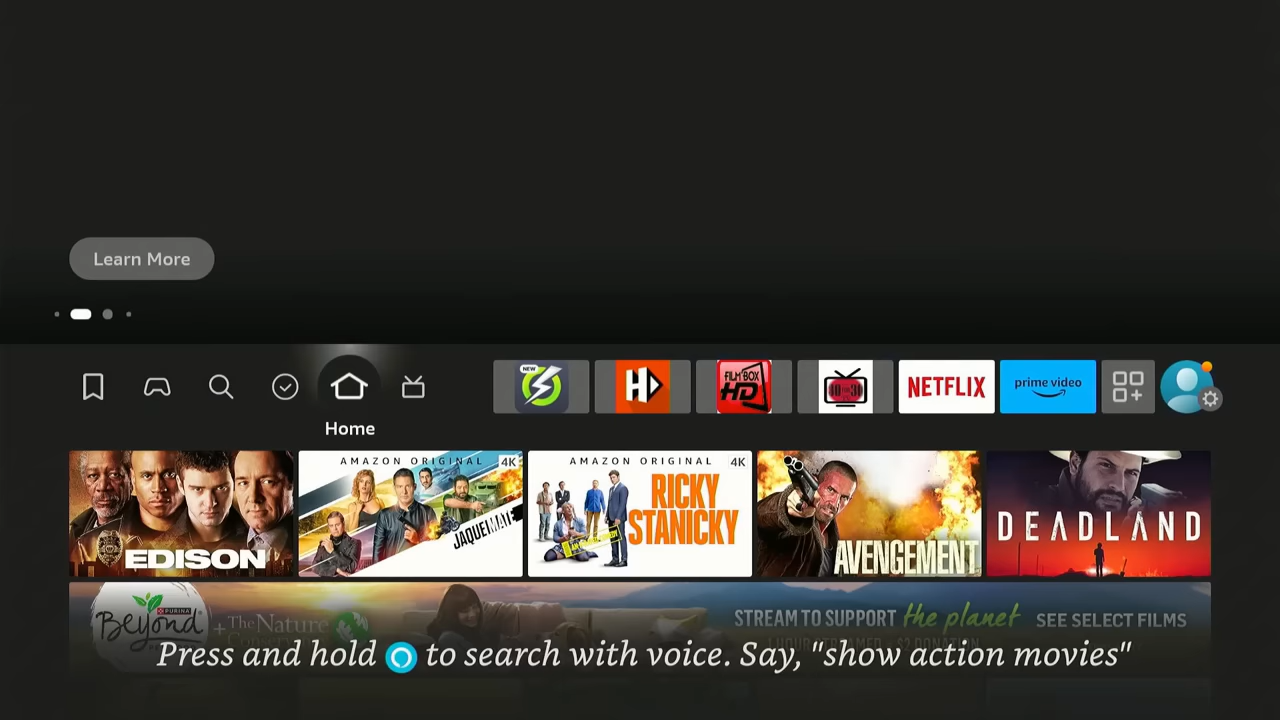 Learn More
NEW
FILM BOX
HD
NETFLIX
prime video
Home
EDISON
AMAZON ORIGINAL 4K
JAQUEMATE
AMAZON ORIGINAL 4K
RICKY
STANICKY
AVENGEMENT
DEADLAND
PURINA
Beyond
+ The Nature
STREAM TO SUPPORT the planet SEE SELECT FILMS
Press and hold to search with voice. Say, "show action movies"